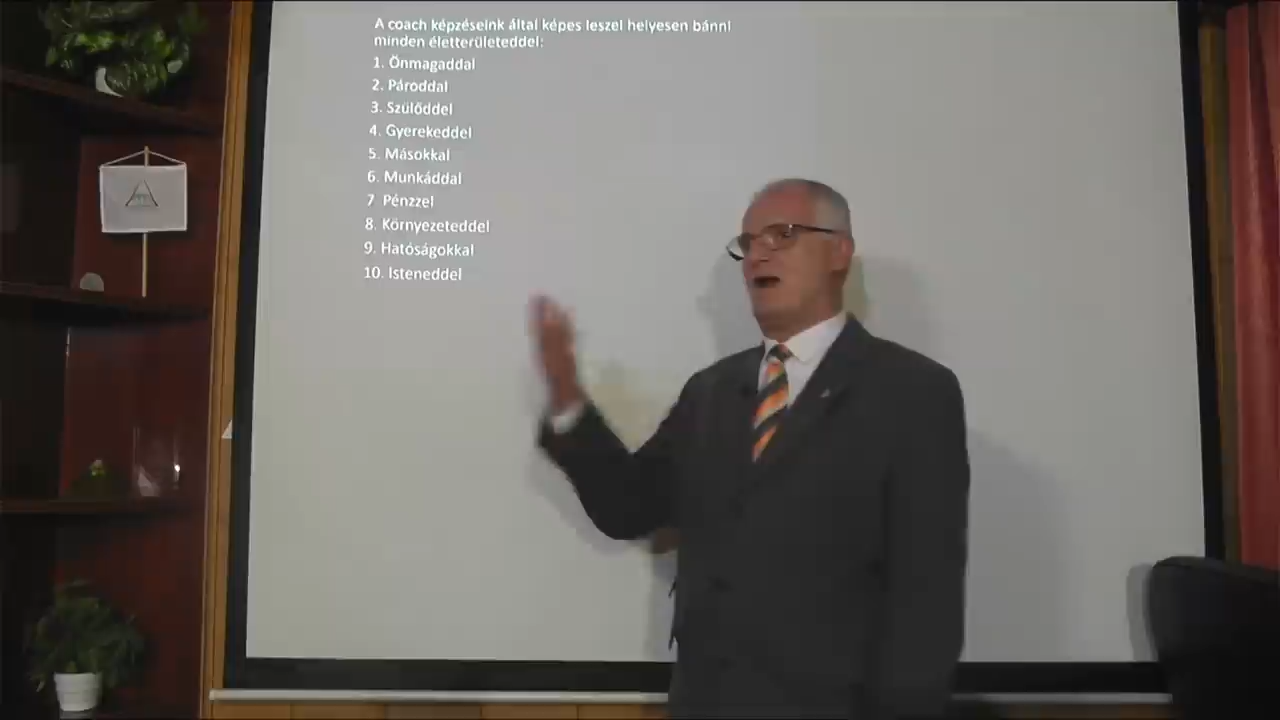 A coach képzéseink által képes leszel helyesen bánni
minden életterületeddel:
1. Önmagaddal
2. Pároddal
3. Szülőddel
4. Gyerekeddel
5. Másokkal
6. Munkáddal
7 Pénzzel
8. Környezeteddel
9. Hatóságokkal
10. Isteneddel